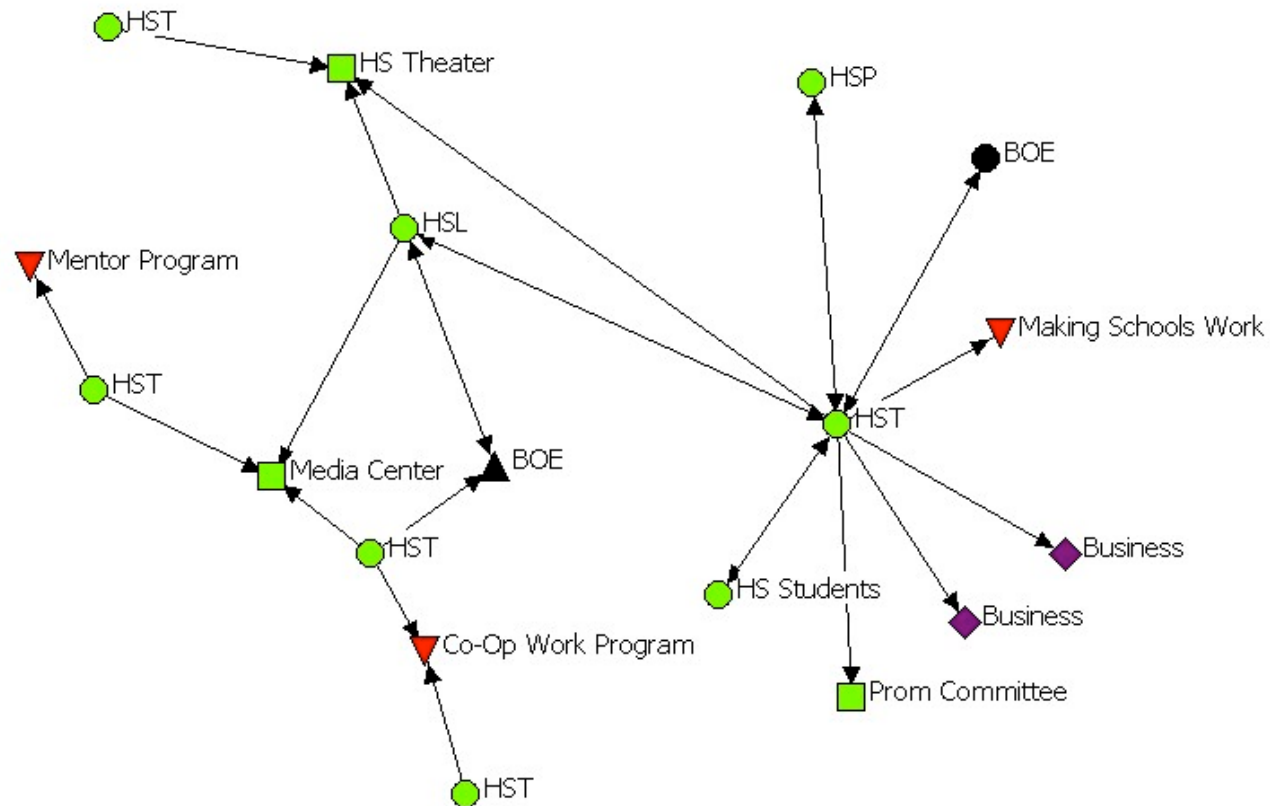 HST
HS Theater
HSP
BOE
HSL
Mentor Program
Making Schools Work
HST
HST
Media Center
BOE
HST
Business
HS Students
Business
Co-Op Work Program
Prom Committee
HST